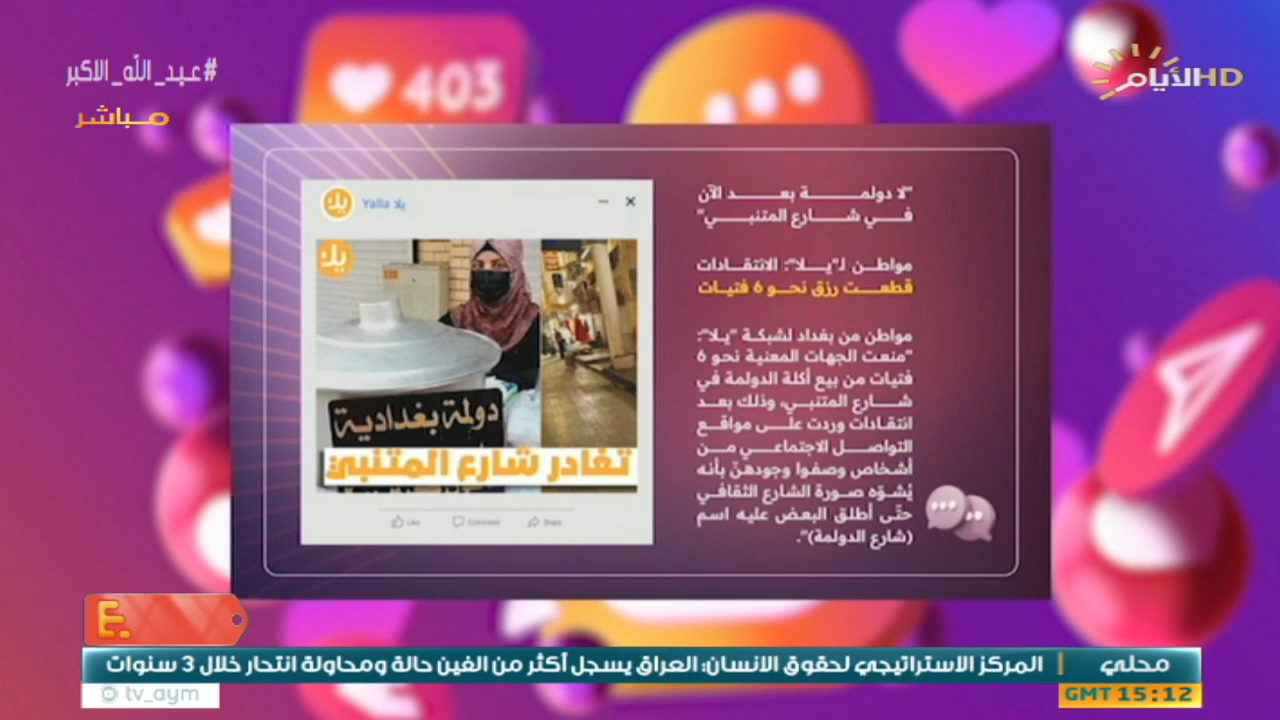 #عبد_الله_الاكبر
مباشر
الأيام HD
403
"لا دولمة بعد الآن
في شارع المتنبي"
مواطن لـ"يلا": الانتقادات
قطعت رزق نحو 6 فتيات
مواطن من بغداد لشبكة "يلا":
"منعت الجهات المعنية نحو 6
فتيات من بيع أكلة الدولمة في
شارع المتنبي، وذلك بعد
انتقادات وردت على مواقع
التواصل الاجتماعي من
أشخاص وصفوا وجودهنّ بأنه
يُشوّه صورة الشارع الثقافي
حتّى أطلق البعض عليه اسم
(شارع الدولمة)".
يلا
Yalla يلا
يلا
دولمة بغدادية
تغادر شارع المتنبي
Like Comment Share
E.
محلي | المركز الاستراتيجي لحقوق الانسان: العراق يسجل أكثر من الفين حالة ومحاولة انتحار خلال 3 سنوات
GMT 15:12
tv_aym